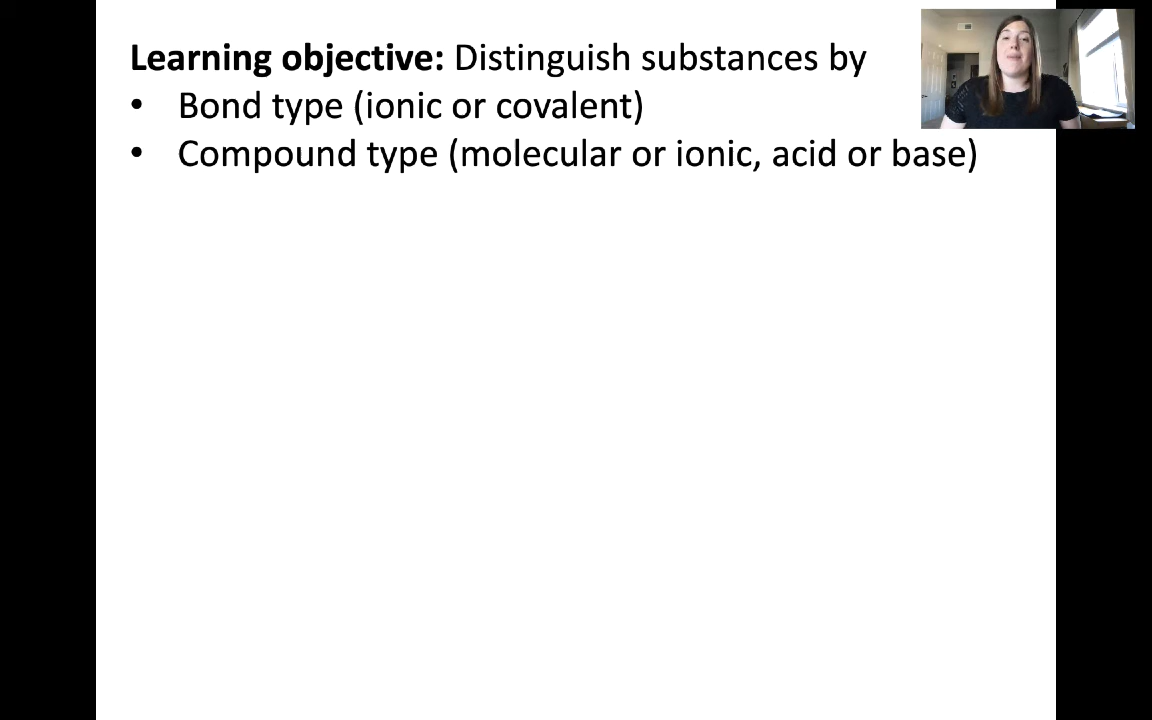 Learning objective: Distinguish substances by
• Bond type (ionic or covalent)
• Compound type (molecular or ionic, acid or base)